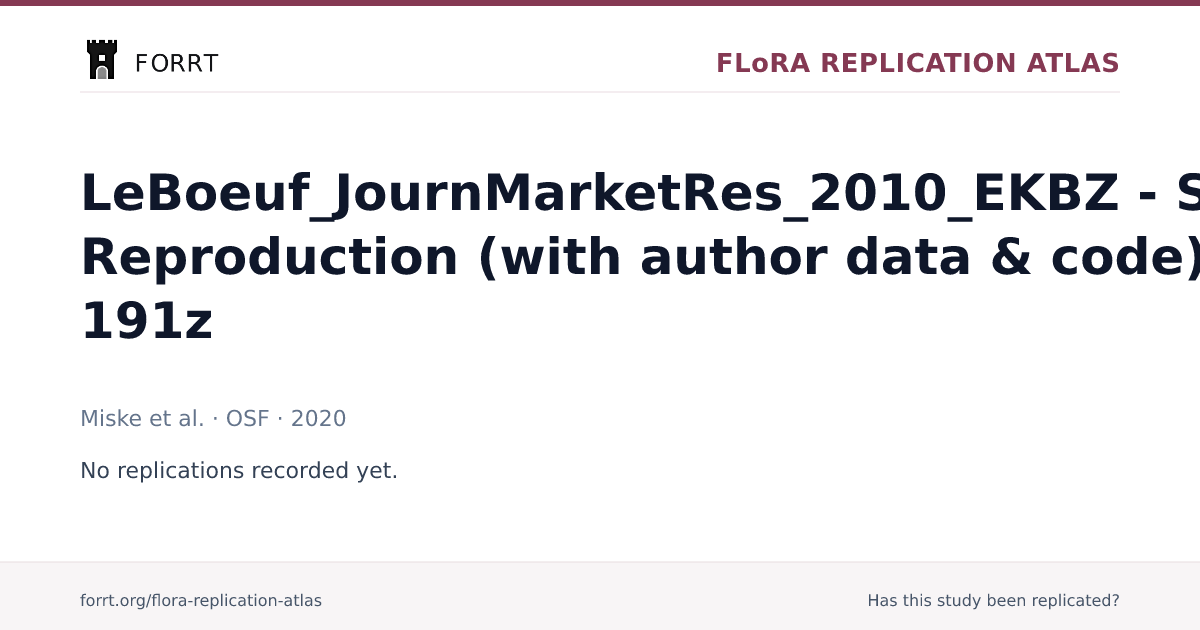 FORRT
FLoRA REPLICATION ATLAS
LeBoeuf_JournMarketRes_2010_EKBZ - S
Reproduction (with author data & code)
191z
Miske et al. · OSF · 2020
No replications recorded yet.
forrt.org/flora-replication-atlas
Has this study been replicated?